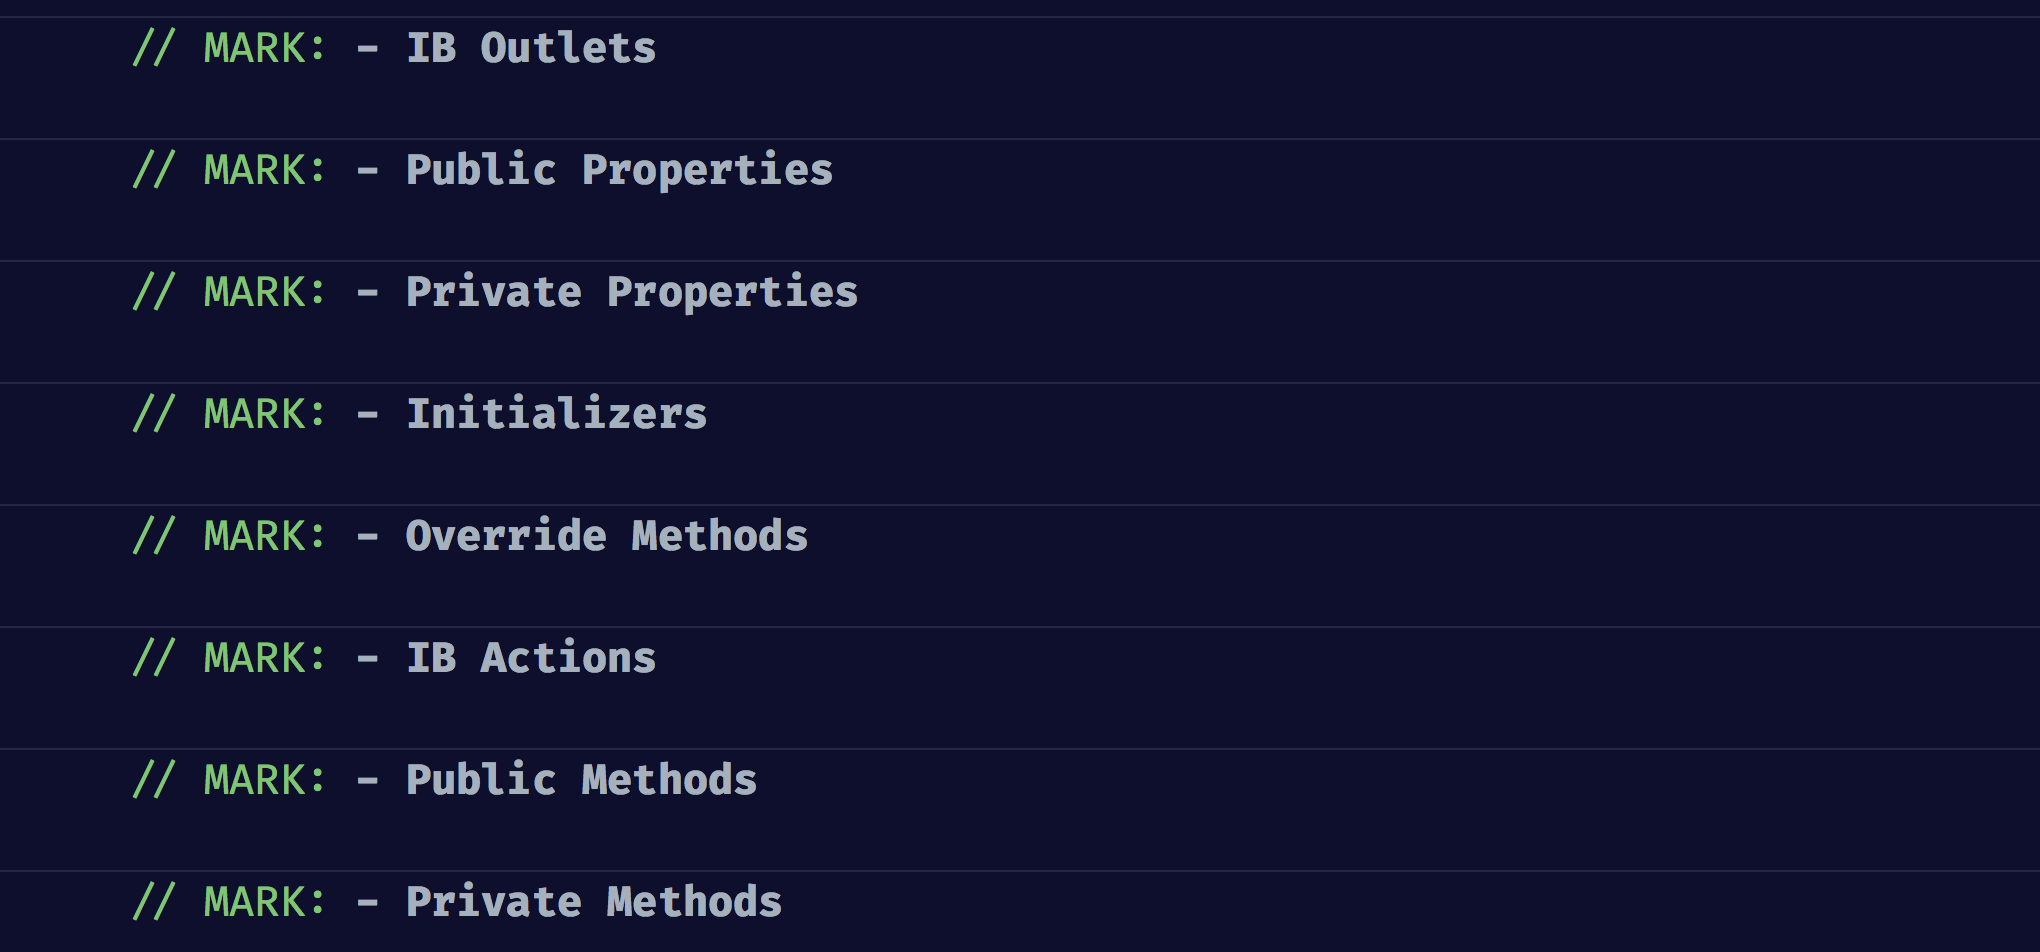 // MARK: - IB Outlets
// MARK: - Public Properties
// MARK: - Private Properties
// MARK: - Initializers
// MARK: - Override Methods
// MARK: - IB Actions
// MARK: - Public Methods
// MARK: - Private Methods